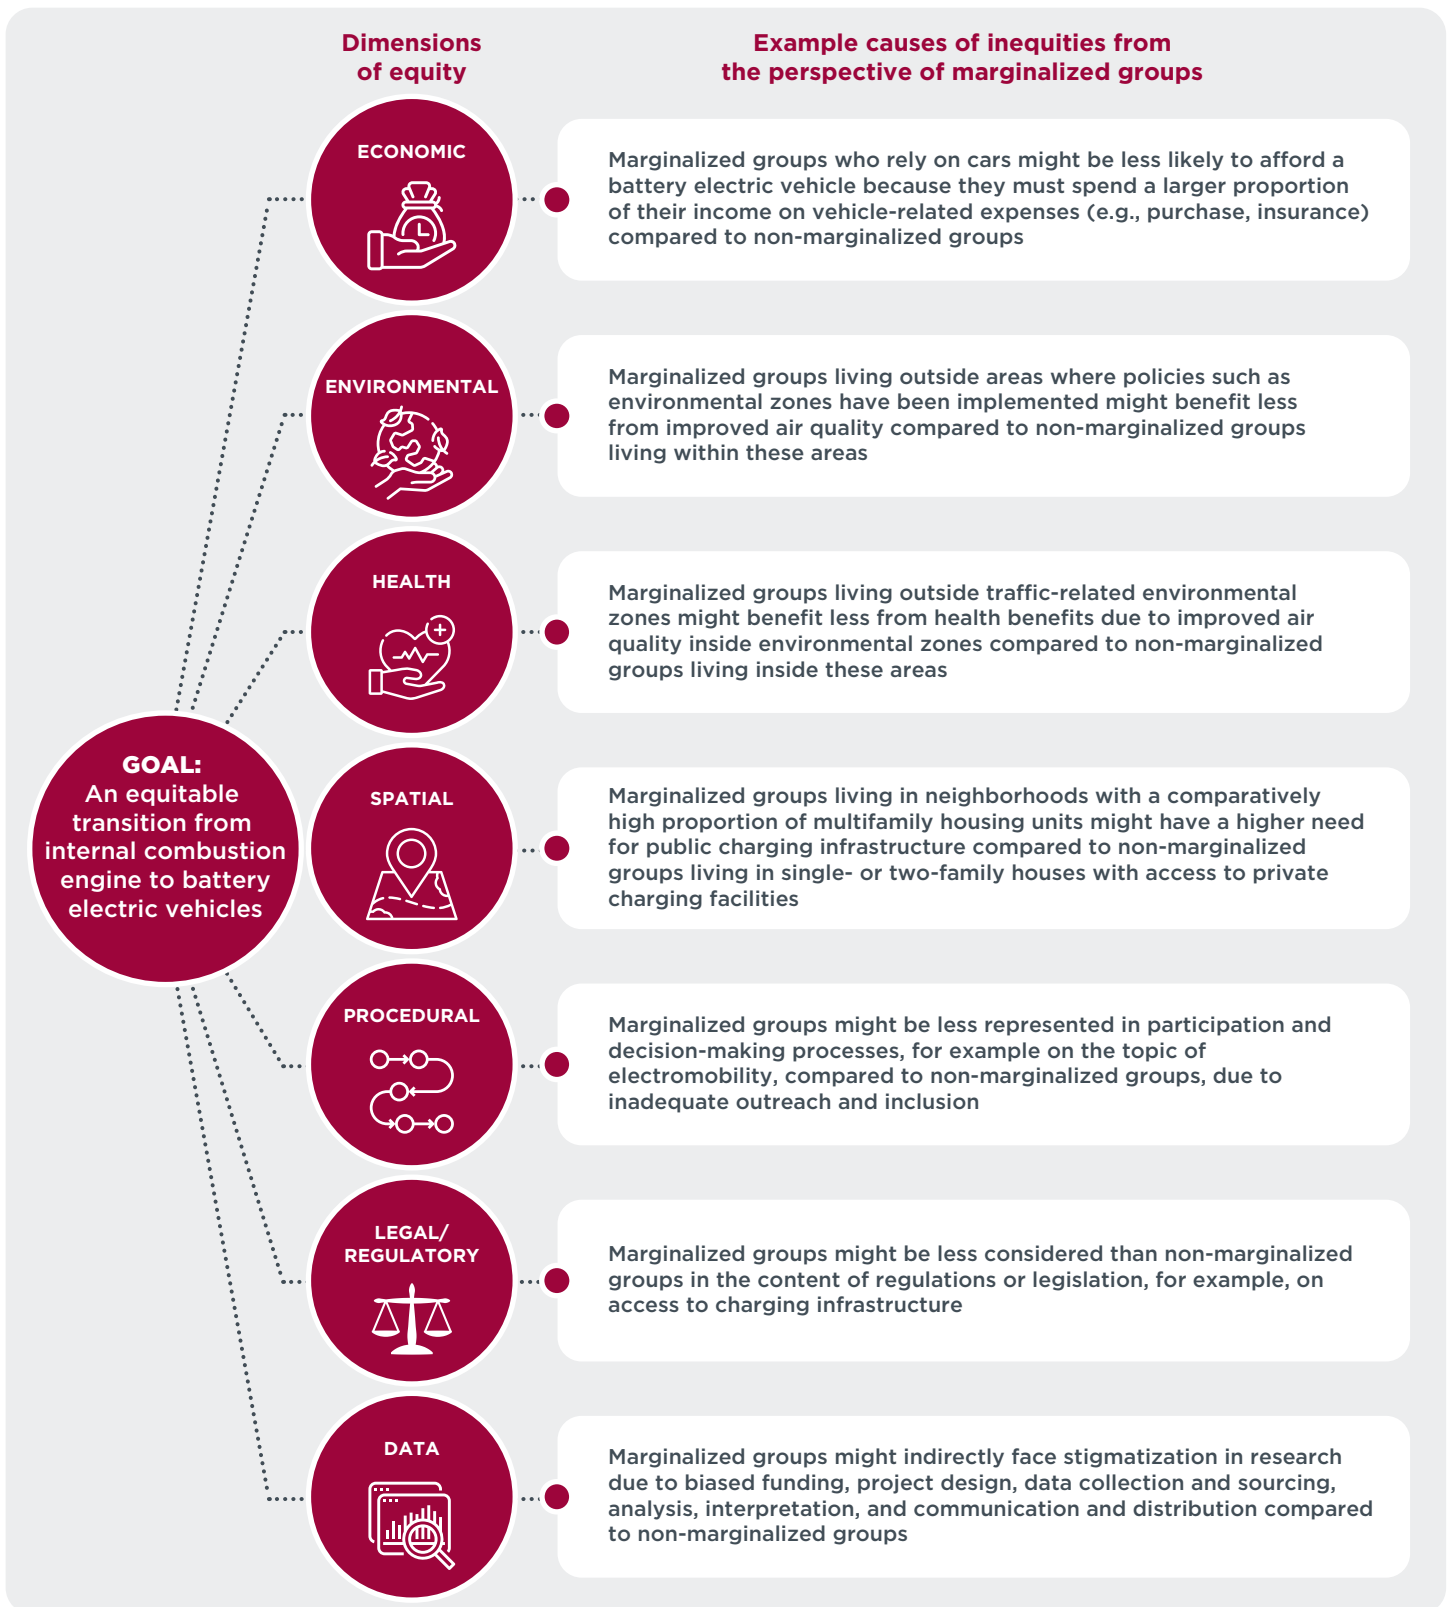 Dimensions
of equity
Example causes of inequities from
the perspective of marginalized groups
ECONOMIC
Marginalized groups who rely on cars might be less likely to afford a
battery electric vehicle because they must spend a larger proportion
of their income on vehicle-related expenses (e.g., purchase, insurance)
compared to non-marginalized groups
ENVIRONMENTAL
Marginalized groups living outside areas where policies such as
environmental zones have been implemented might benefit less
from improved air quality compared to non-marginalized groups
living within these areas
HEALTH
Marginalized groups living outside traffic-related environmental
zones might benefit less from health benefits due to improved air
quality inside environmental zones compared to non-marginalized
groups living inside these areas
GOAL:
An equitable
transition from
internal combustion
engine to battery
electric vehicles
SPATIAL
Marginalized groups living in neighborhoods with a comparatively
high proportion of multifamily housing units might have a higher need
for public charging infrastructure compared to non-marginalized
groups living in single- or two-family houses with access to private
charging facilities
PROCEDURAL
Marginalized groups might be less represented in participation and
decision-making processes, for example on the topic of
electromobility, compared to non-marginalized groups, due to
inadequate outreach and inclusion
LEGAL/
REGULATORY
Marginalized groups might be less considered than non-marginalized
groups in the content of regulations or legislation, for example, on
access to charging infrastructure
DATA
Marginalized groups might indirectly face stigmatization in research
due to biased funding, project design, data collection and sourcing,
analysis, interpretation, and communication and distribution compared
to non-marginalized groups